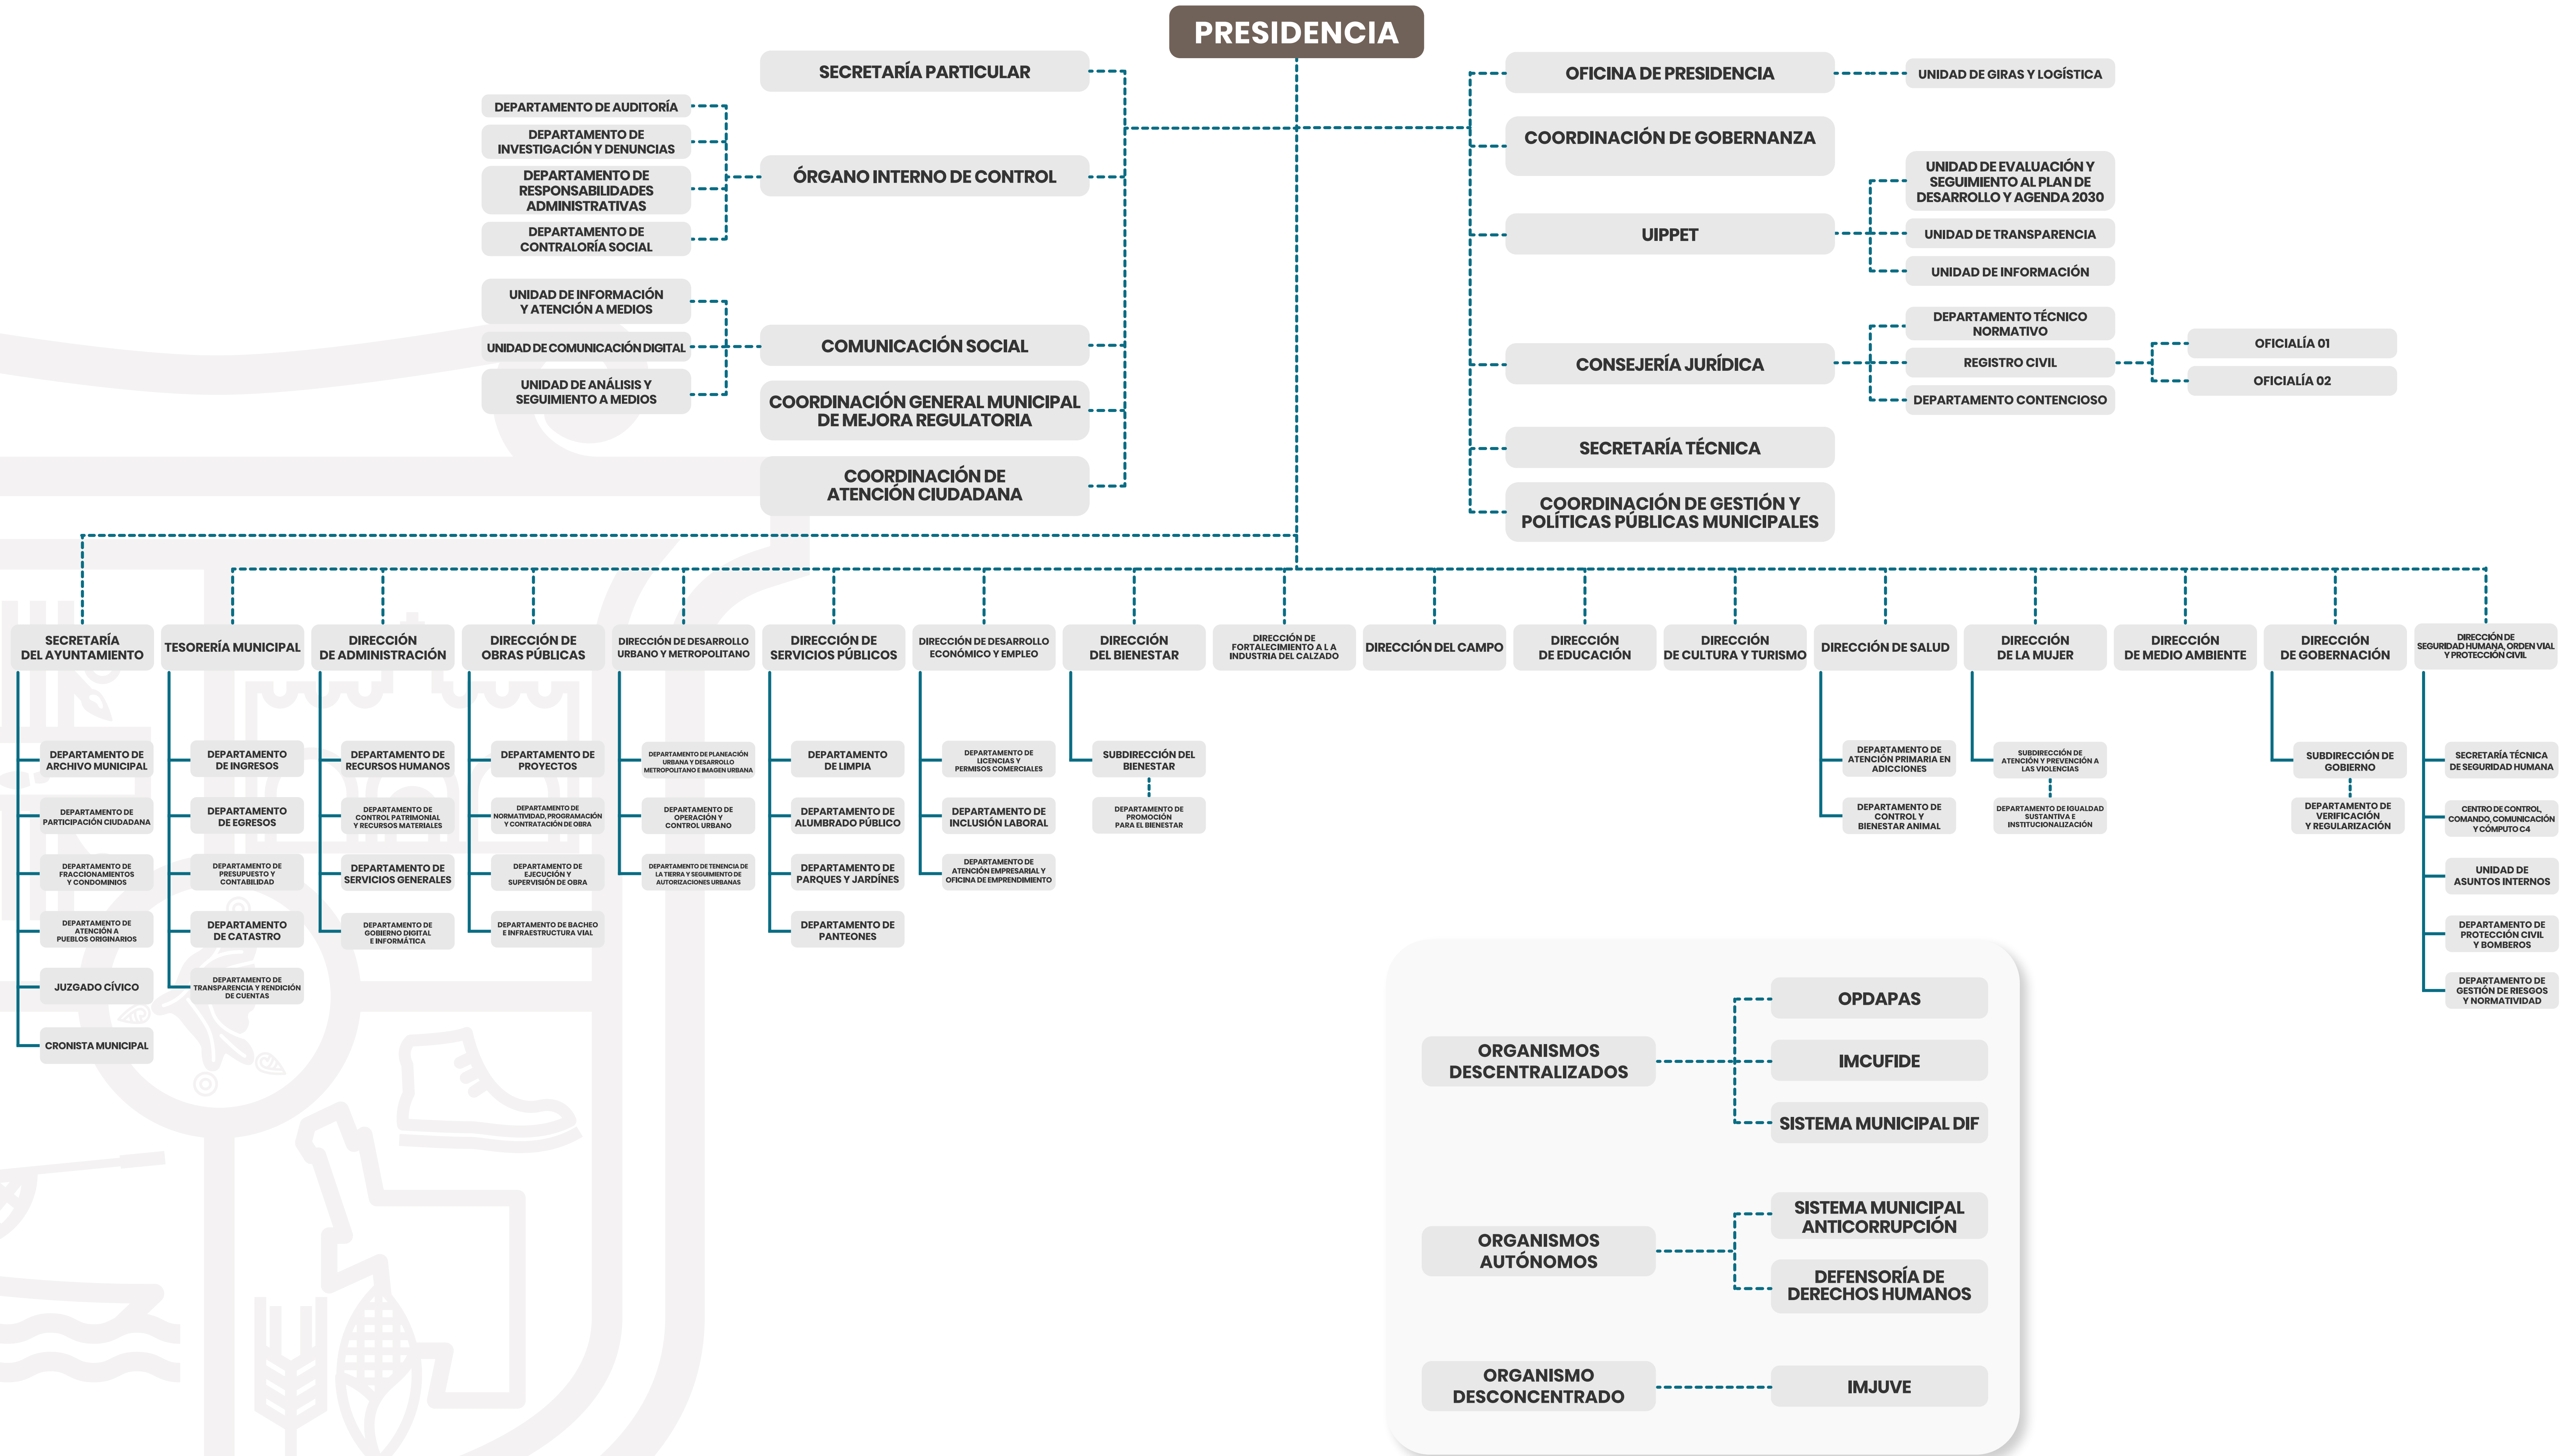 PRESIDENCIA
SECRETARÍA PARTICULAR
DEPARTAMENTO DE AUDITORÍA
DEPARTAMENTO DE
INVESTIGACIÓN Y DENUNCIAS
DEPARTAMENTO DE
RESPONSABILIDADES
ADMINISTRATIVAS
DEPARTAMENTO DE
CONTRALORÍA SOCIAL
ÓRGANO INTERNO DE CONTROL
UNIDAD DE INFORMACIÓN
Y ATENCIÓN A MEDIOS
UNIDAD DE COMUNICACIÓN DIGITAL
UNIDAD DE ANÁLISIS Y
SEGUIMIENTO A MEDIOS
COMUNICACIÓN SOCIAL
COORDINACIÓN GENERAL MUNICIPAL
DE MEJORA REGULATORIA
COORDINACIÓN DE
ATENCIÓN CIUDADANA
OFICINA DE PRESIDENCIA
UNIDAD DE GIRAS Y LOGÍSTICA
COORDINACIÓN DE GOBERNANZA
UIPPET
UNIDAD DE EVALUACIÓN Y
SEGUIMIENTO AL PLAN DE
DESARROLLO Y AGENDA 2030
UNIDAD DE TRANSPARENCIA
UNIDAD DE INFORMACIÓN
CONSEJERÍA JURÍDICA
DEPARTAMENTO TÉCNICO
NORMATIVO
REGISTRO CIVIL
DEPARTAMENTO CONTENCIOSO
OFICIALÍA 01
OFICIALÍA 02
SECRETARÍA TÉCNICA
COORDINACIÓN DE GESTIÓN Y
POLÍTICAS PÚBLICAS MUNICIPALES
SECRETARÍA
DEL AYUNTAMIENTO
DEPARTAMENTO DE
ARCHIVO MUNICIPAL
DEPARTAMENTO DE
PARTICIPACIÓN CIUDADANA
DEPARTAMENTO DE
FRACCIONAMIENTOS
Y CONDOMINIOS
DEPARTAMENTO DE
ATENCIÓN A
PUEBLOS ORIGINARIOS
JUZGADO CÍVICO
CRONISTA MUNICIPAL
TESORERÍA MUNICIPAL
DEPARTAMENTO
DE INGRESOS
DEPARTAMENTO
DE EGRESOS
DEPARTAMENTO DE
PRESUPUESTO Y
CONTABILIDAD
DEPARTAMENTO
DE CATASTRO
DEPARTAMENTO DE
TRANSPARENCIA Y RENDICIÓN
DE CUENTAS
DIRECCIÓN
DE ADMINISTRACIÓN
DEPARTAMENTO DE
RECURSOS HUMANOS
DEPARTAMENTO DE
CONTROL PATRIMONIAL
Y RECURSOS MATERIALES
DEPARTAMENTO DE
SERVICIOS GENERALES
DEPARTAMENTO DE
GOBIERNO DIGITAL
E INFORMÁTICA
DIRECCIÓN DE
OBRAS PÚBLICAS
DEPARTAMENTO DE
PROYECTOS
DEPARTAMENTO DE
NORMATIVIDAD, PROGRAMACIÓN
Y CONTRATACIÓN DE OBRA
DEPARTAMENTO DE
EJECUCIÓN Y
SUPERVISIÓN DE OBRA
DEPARTAMENTO DE BACHEO
E INFRAESTRUCTURA VIAL
DIRECCIÓN DE DESARROLLO
URBANO Y METROPOLITANO
DEPARTAMENTO DE PLANEACIÓN
URBANA Y DESARROLLO
METROPOLITANO E IMAGEN URBANA
DEPARTAMENTO DE
OPERACIÓN Y
CONTROL URBANO
DEPARTAMENTO DE TENENCIA DE
LA TIERRA Y SEGUIMIENTO DE
AUTORIZACIONES URBANAS
DIRECCIÓN DE
SERVICIOS PÚBLICOS
DEPARTAMENTO
DE LIMPIA
DEPARTAMENTO DE
ALUMBRADO PÚBLICO
DEPARTAMENTO DE
PARQUES Y JARDÍNES
DEPARTAMENTO DE
PANTEONES
DIRECCIÓN DE DESARROLLO
ECONÓMICO Y EMPLEO
DEPARTAMENTO DE
LICENCIAS Y
PERMISOS COMERCIALES
DEPARTAMENTO DE
INCLUSIÓN LABORAL
DEPARTAMENTO DE
ATENCIÓN EMPRESARIAL Y
OFICINA DE EMPRENDIMIENTO
DIRECCIÓN
DEL BIENESTAR
SUBDIRECCIÓN DEL
BIENESTAR
DEPARTAMENTO DE
PROMOCIÓN
PARA EL BIENESTAR
DIRECCIÓN DE
FORTALECIMIENTO A L A
INDUSTRIA DEL CALZADO
DIRECCIÓN DEL CAMPO
DIRECCIÓN
DE EDUCACIÓN
DIRECCIÓN
DE CULTURA Y TURISMO
DIRECCIÓN DE SALUD
DEPARTAMENTO DE
ATENCIÓN PRIMARIA EN
ADICCIONES
DEPARTAMENTO DE
CONTROL Y
BIENESTAR ANIMAL
DIRECCIÓN
DE LA MUJER
SUBDIRECCIÓN DE
ATENCIÓN Y PREVENCIÓN A
LAS VIOLENCIAS
DEPARTAMENTO DE IGUALDAD
SUSTANTIVA E
INSTITUCIONALIZACIÓN
DIRECCIÓN
DE MEDIO AMBIENTE
DIRECCIÓN
DE GOBERNACIÓN
SUBDIRECCIÓN DE
GOBIERNO
DEPARTAMENTO DE
VERIFICACIÓN
Y REGULARIZACIÓN
DIRECCIÓN DE
SEGURIDAD HUMANA, ORDEN VIAL
Y PROTECCIÓN CIVIL
SECRETARÍA TÉCNICA
DE SEGURIDAD HUMANA
CENTRO DE CONTROL,
COMANDO, COMUNICACIÓN
Y CÓMPUTO C4
UNIDAD DE
ASUNTOS INTERNOS
DEPARTAMENTO DE
PROTECCIÓN CIVIL
Y BOMBEROS
DEPARTAMENTO DE
GESTIÓN DE RIESGOS
Y NORMATIVIDAD
ORGANISMOS
DESCENTRALIZADOS
OPDAPAS
IMCUFIDE
SISTEMA MUNICIPAL DIF
ORGANISMOS
AUTÓNOMOS
SISTEMA MUNICIPAL
ANTICORRUPCIÓN
DEFENSORÍA DE
DERECHOS HUMANOS
ORGANISMO
DESCONCENTRADO
IMJUVE